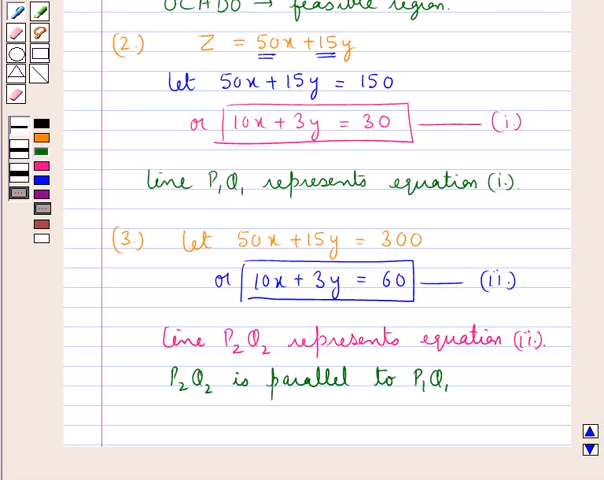 OCADO → feasible region.
(2.) Z = 50x + 15y
let 50x + 15y = 150
or 10x + 3y = 30 —— (i.)
Line P₁Q₁ represents equation (i.).
(3.) let 50x + 15y = 300
or 10x + 3y = 60 —— (ii.)
Line P₂Q₂ represents equation (ii.).
P₂Q₂ is parallel to P₁Q₁